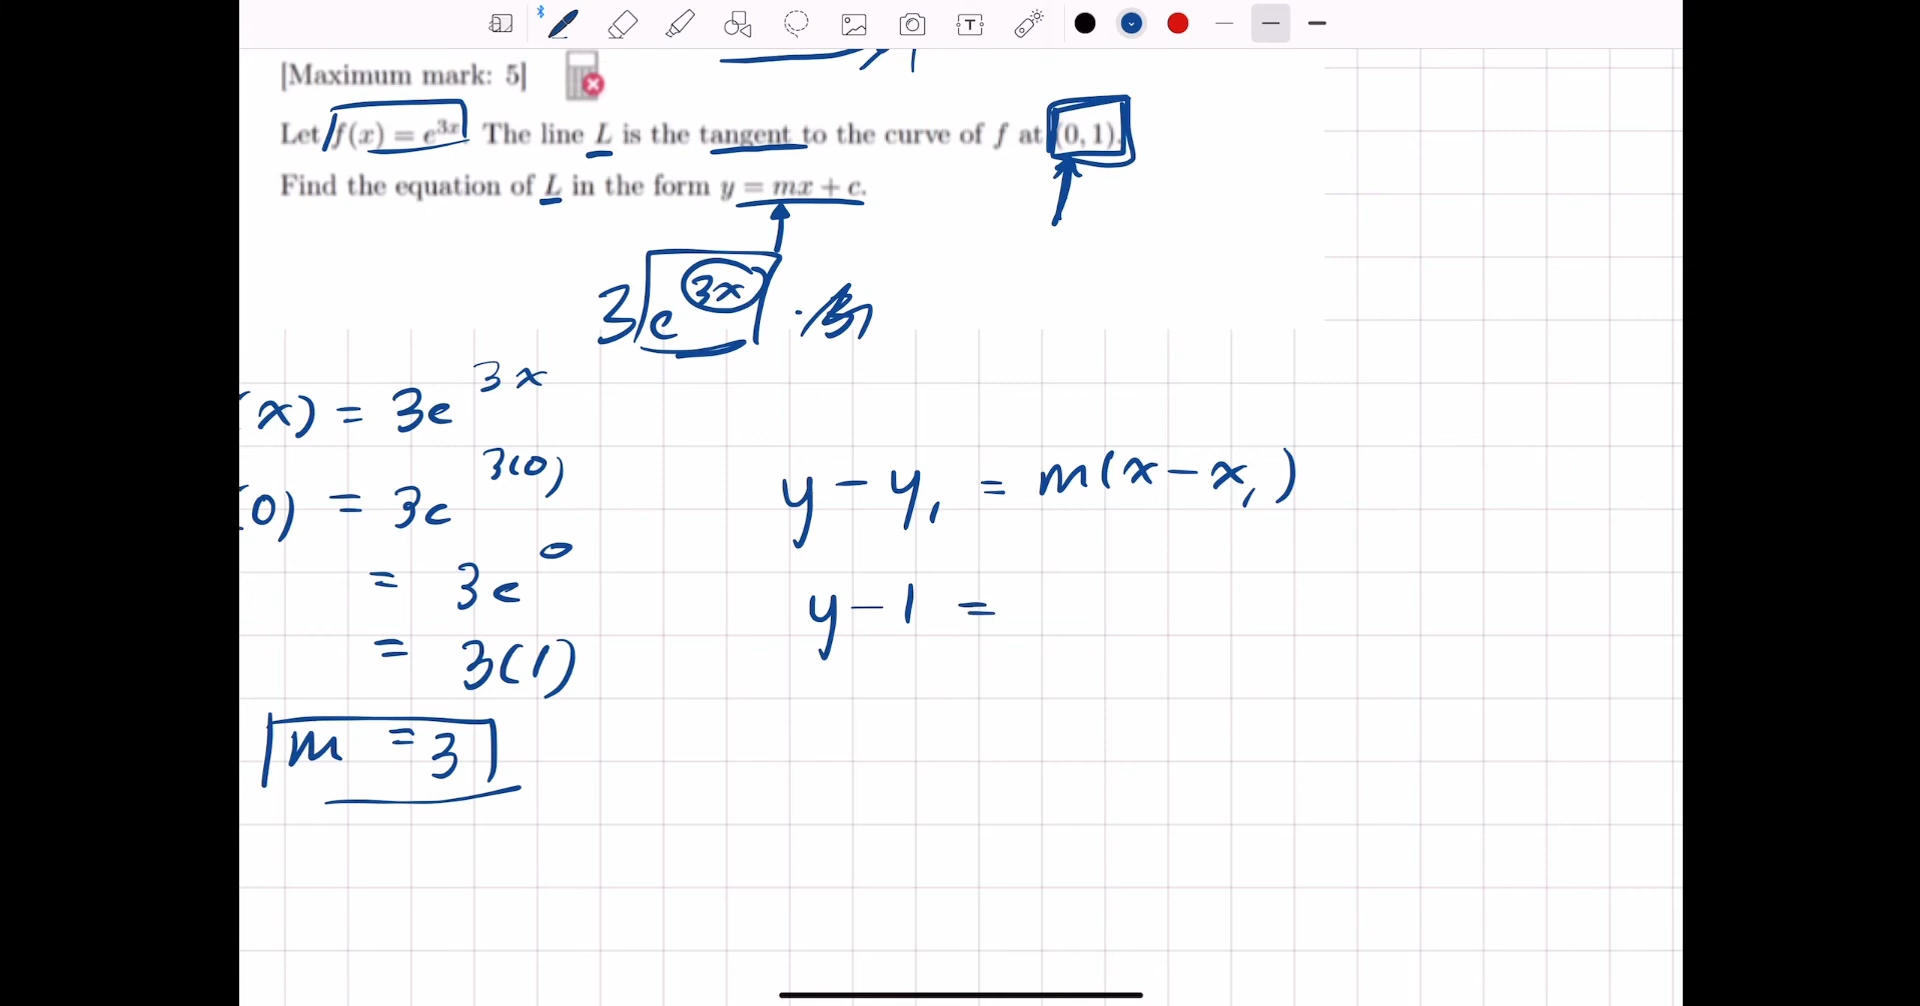 [Maximum mark: 5]
Let f(x) = e^{3x}. The line L is the tangent to the curve of f at (0, 1).
Find the equation of L in the form y = mx + c.
3 e^{3x} ·
(x) = 3e^{3x}
(0) = 3e^{3(0)}
= 3e^{0}
= 3(1)
m = 3
y - y₁ = m(x - x₁)
y - 1 =
T